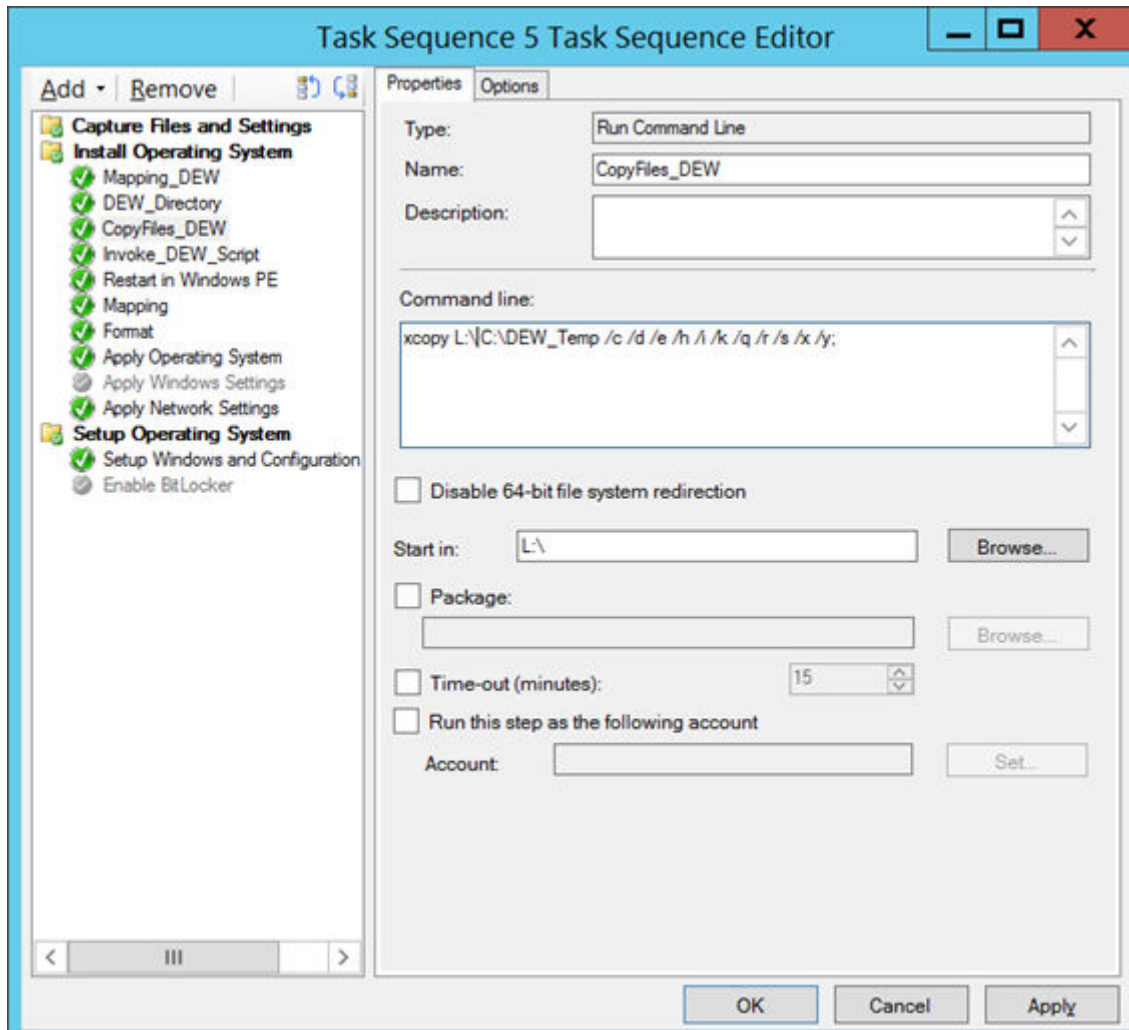 Task Sequence 5 Task Sequence Editor
Add Remove
Capture Files and Settings
Install Operating System
Mapping_DEW
DEW_Directory
CopyFiles_DEW
Invoke_DEW_Script
Restart in Windows PE
Mapping
Format
Apply Operating System
Apply Windows Settings
Apply Network Settings
Setup Operating System
Setup Windows and Configuration
Enable BitLocker
Properties Options
Type: Run Command Line
Name: CopyFiles_DEW
Description:
Command line:
xcopy L:\ C:\DEW_Temp /c /d /e /h /i /k /q /r /s /x /y;
Disable 64-bit file system redirection
Start in: L:\ Browse...
Package:
Browse...
Time-out (minutes): 15
Run this step as the following account
Account: Set...
OK Cancel Apply